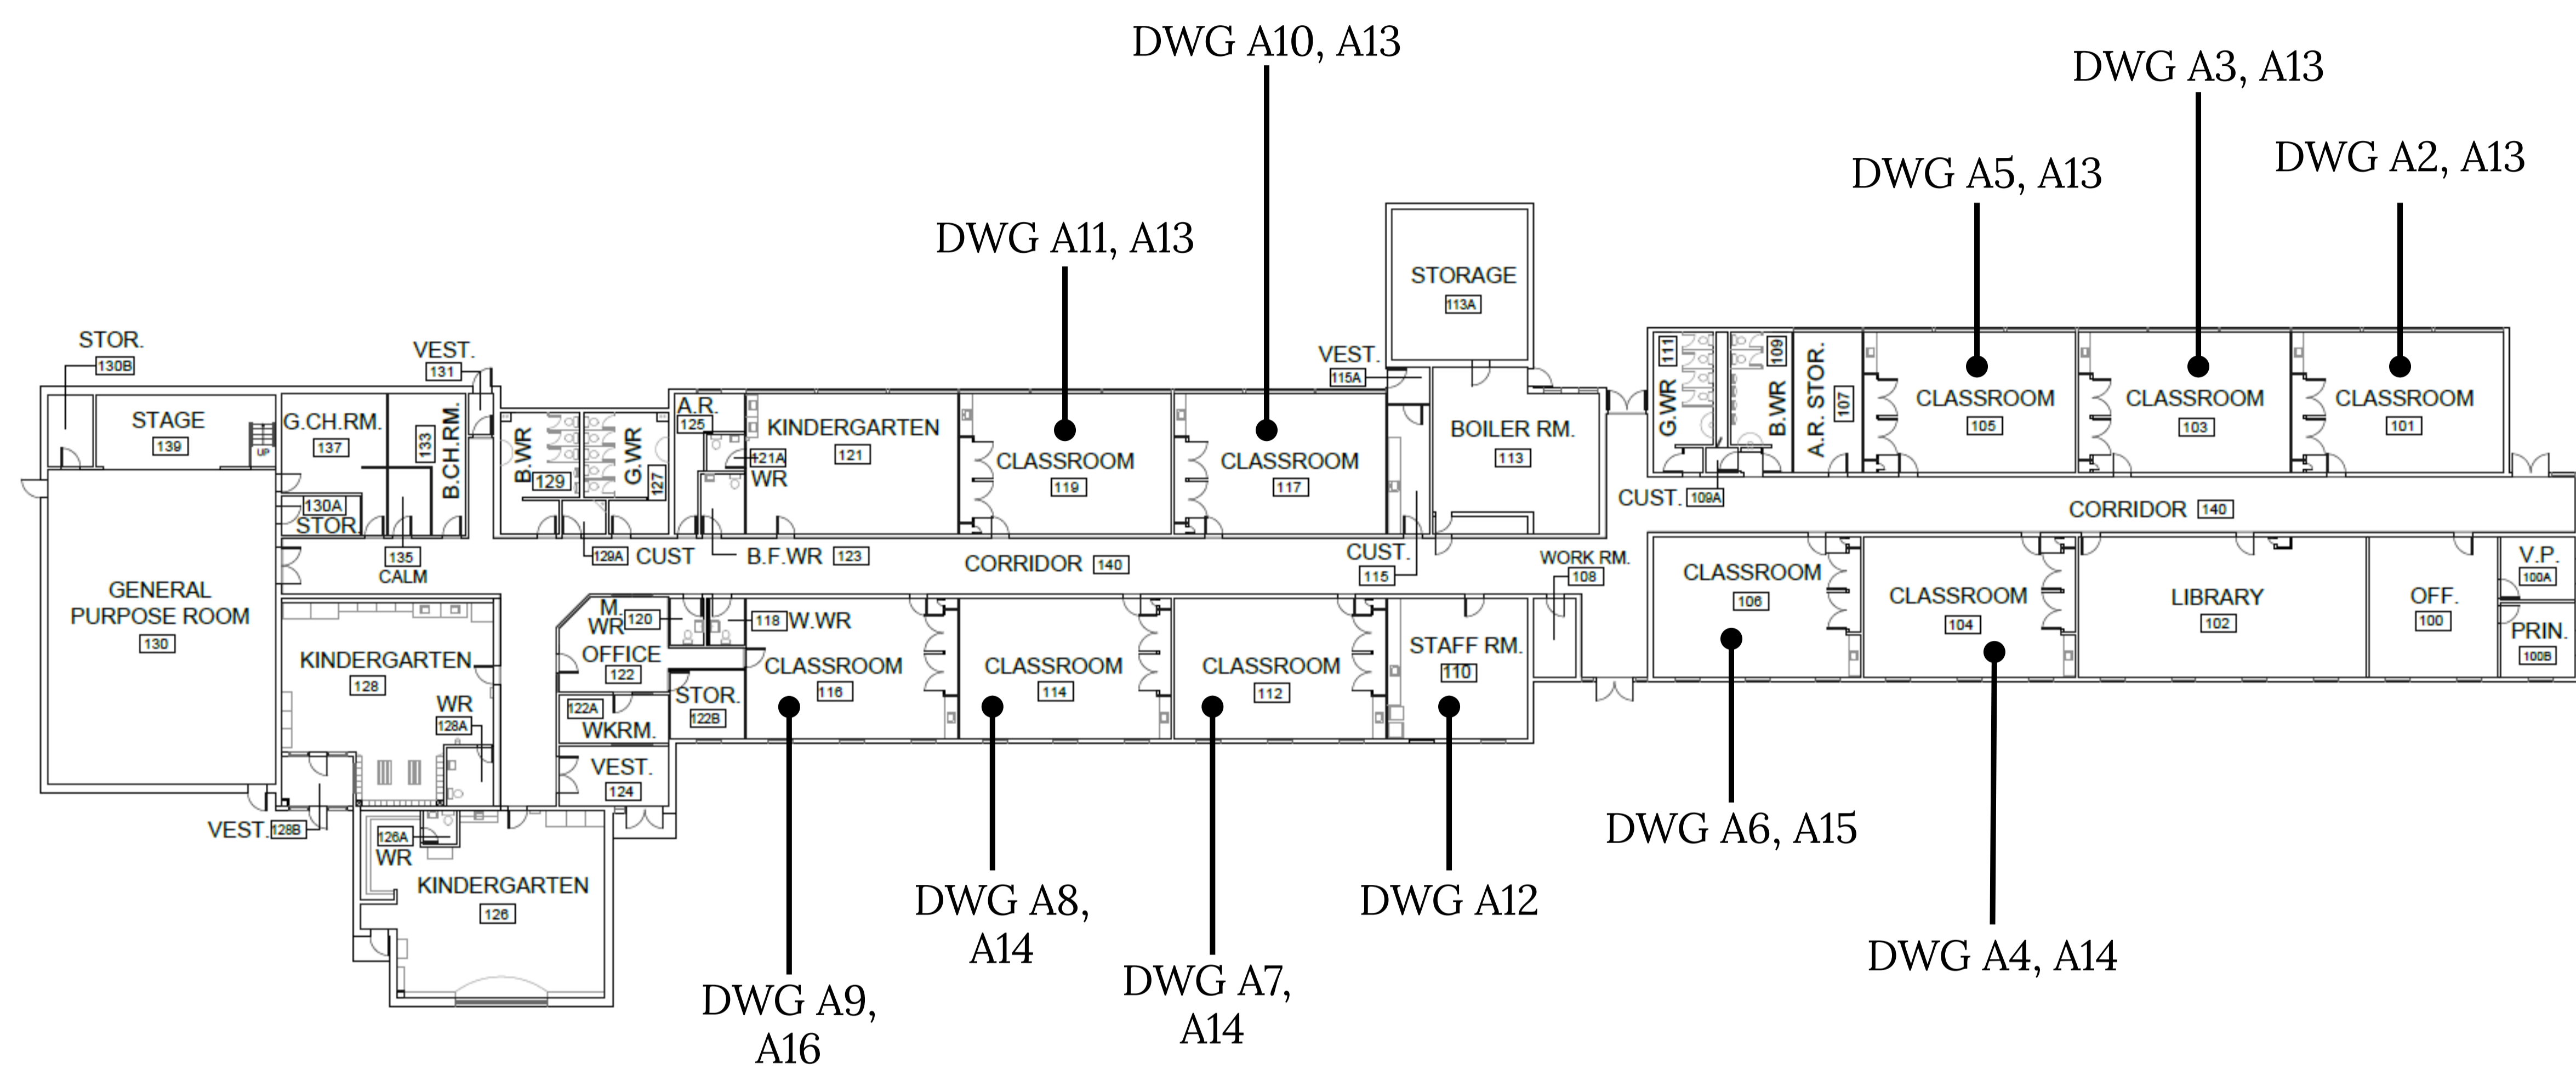 DWG A10, A13
DWG A3, A13
DWG A2, A13
DWG A5, A13
DWG A11, A13
STORAGE
113A
STOR.
130B
VEST.
131
VEST.
115A
STAGE
139
UP
G.CH.RM.
137
133
B.CH.RM.
B.WR
129
G.WR
127
A.R.
125
121A
WR
KINDERGARTEN
121
CLASSROOM
119
CLASSROOM
117
BOILER RM.
113
G.WR
111
B.WR
109
A.R. STOR.
107
CLASSROOM
105
CLASSROOM
103
CLASSROOM
101
130A
STOR.
CUST.
109A
CORRIDOR
140
135
CALM
129A
CUST
B.F.WR
123
CORRIDOR
140
CUST.
115
WORK RM.
108
GENERAL
PURPOSE ROOM
130
KINDERGARTEN
128
WR
128A
M.
WR
120
118
W.WR
OFFICE
122
122A
WKRM.
STOR.
122B
VEST.
124
CLASSROOM
116
CLASSROOM
114
CLASSROOM
112
STAFF RM.
110
CLASSROOM
106
CLASSROOM
104
LIBRARY
102
OFF.
100
V.P.
100A
PRIN.
100B
VEST.
128B
126A
WR
KINDERGARTEN
126
DWG A6, A15
DWG A8,
A14
DWG A12
DWG A4, A14
DWG A9,
A16
DWG A7,
A14